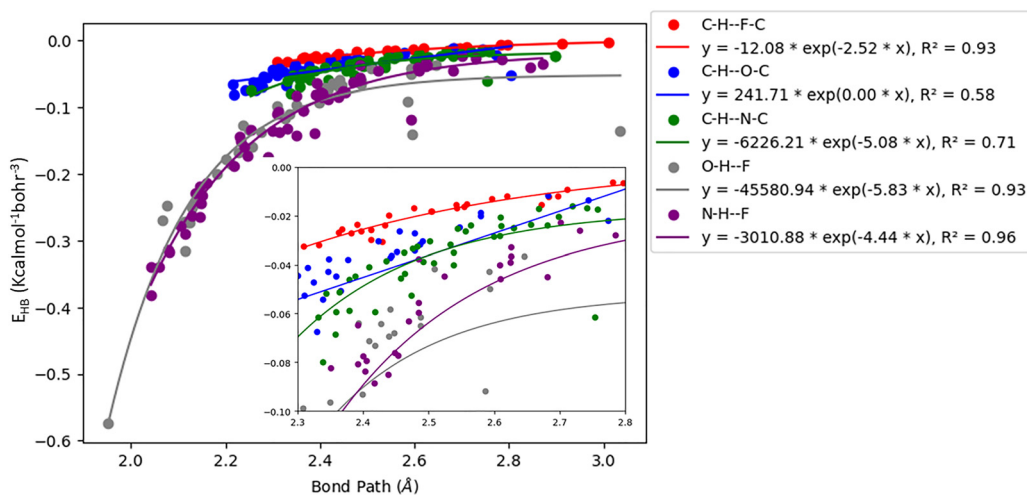 C-H--F-C
y = -12.08 * exp(-2.52 * x), R² = 0.93
C-H--O-C
y = 241.71 * exp(0.00 * x), R² = 0.58
C-H--N-C
y = -6226.21 * exp(-5.08 * x), R² = 0.71
O-H--F
y = -45580.94 * exp(-5.83 * x), R² = 0.93
N-H--F
y = -3010.88 * exp(-4.44 * x), R² = 0.96
E_HB (Kcalmol⁻¹bohr⁻³)
0.0
−0.1
−0.2
−0.3
−0.4
−0.5
−0.6
0.00
−0.02
−0.04
−0.06
−0.08
−0.10
2.3 2.4 2.5 2.6 2.7 2.8
2.0 2.2 2.4 2.6 2.8 3.0
Bond Path (Å)